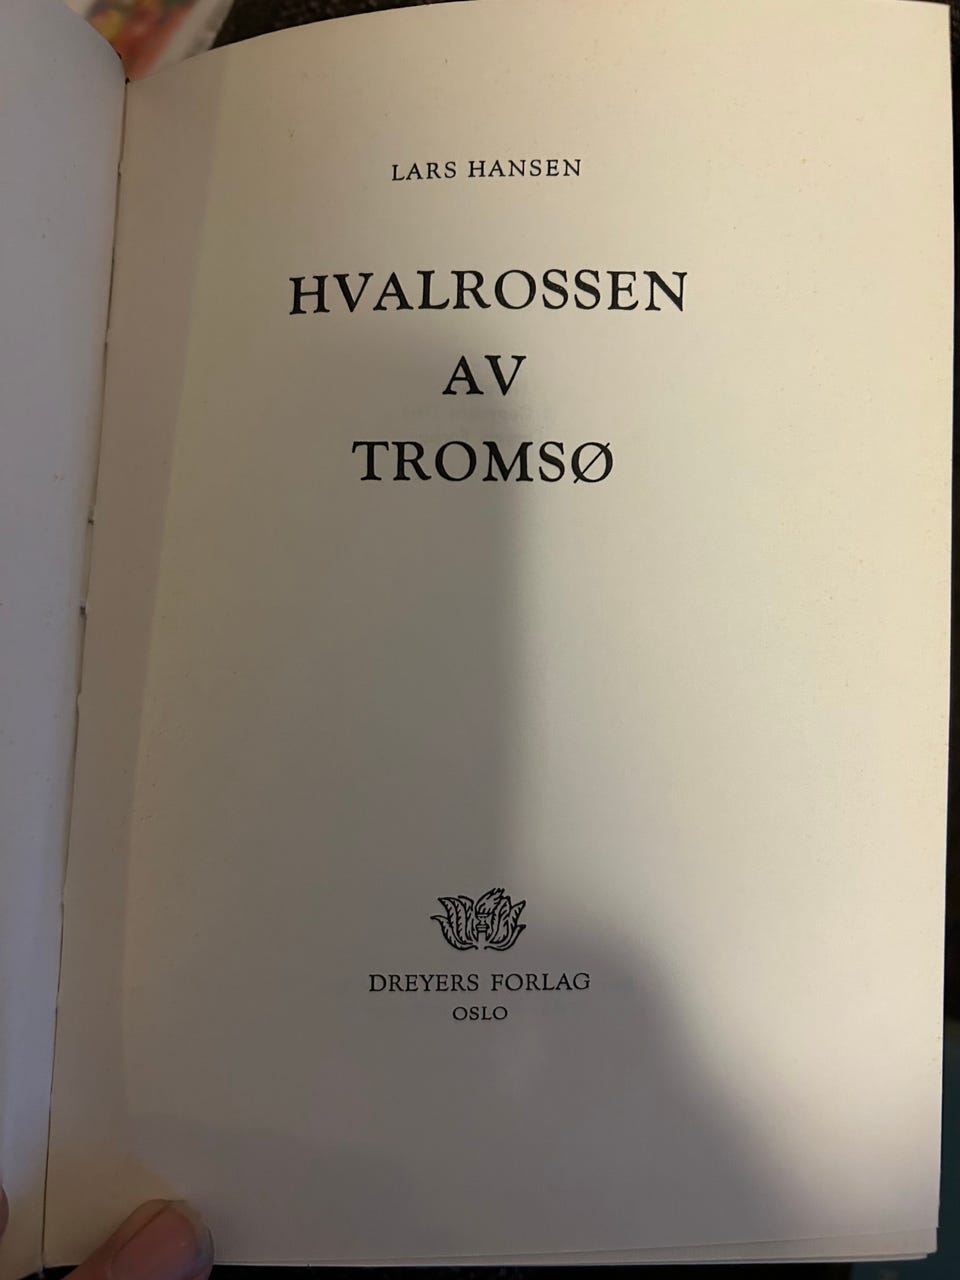 LARS HANSEN
HVALROSSEN
AV
TROMSØ
DREYERS FORLAG
OSLO